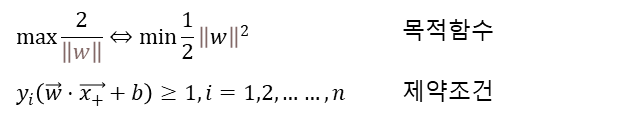 max 2/‖w‖ ⇔ min 1/2 ‖w‖² 목적함수
yᵢ(w⃗ · x₊⃗ + b) ≥ 1, i = 1,2, … …, n 제약조건